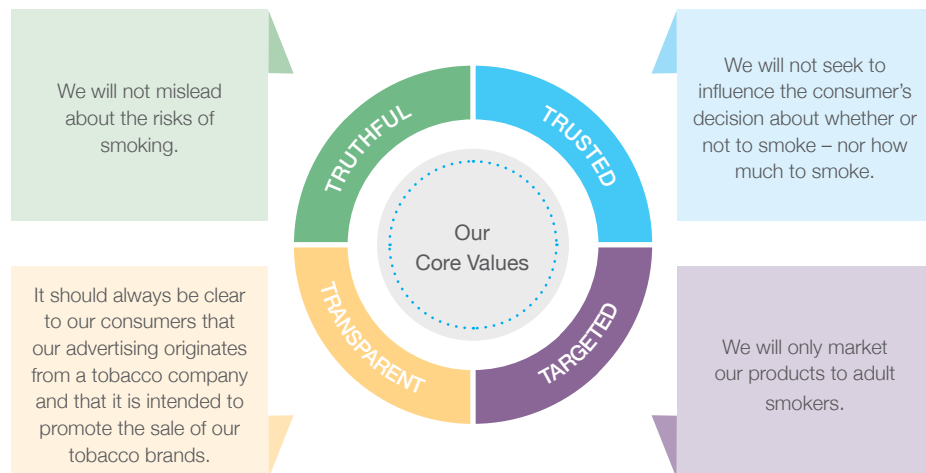 We will not mislead
about the risks of
smoking.
TRUTHFUL
TRUSTED
We will not seek to
influence the consumer’s
decision about whether or
not to smoke – nor how
much to smoke.
Our
Core Values
It should always be clear
to our consumers that
our advertising originates
from a tobacco company
and that it is intended to
promote the sale of our
tobacco brands.
TRANSPARENT
TARGETED
We will only market
our products to adult
smokers.